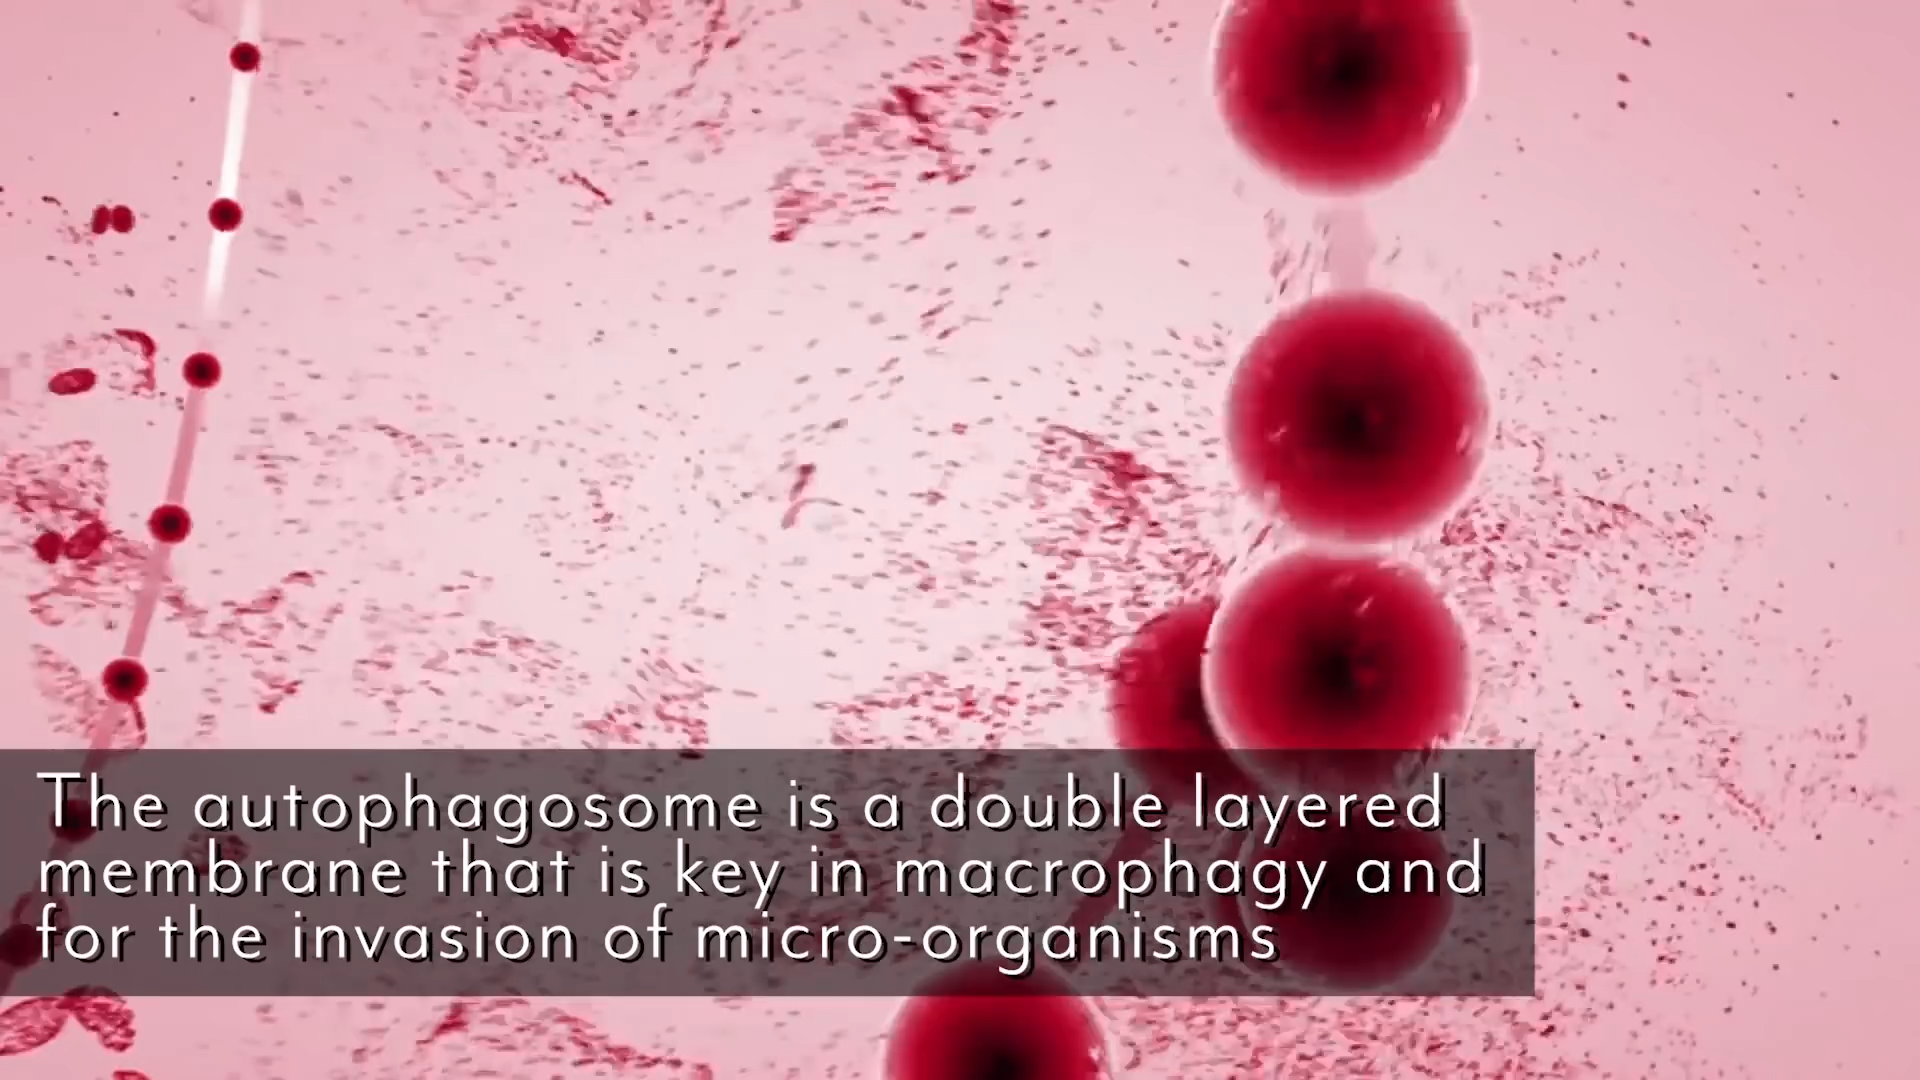 The autophagosome is a double layered
membrane that is key in macrophagy and
for the invasion of micro-organisms